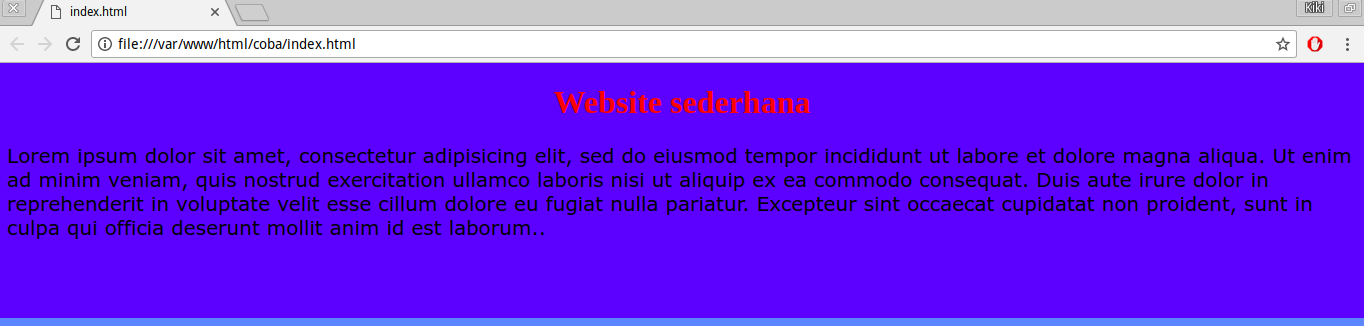 index.html
Kiki
file:///var/www/html/coba/index.html
Website sederhana
Lorem ipsum dolor sit amet, consectetur adipisicing elit, sed do eiusmod tempor incididunt ut labore et dolore magna aliqua. Ut enim
ad minim veniam, quis nostrud exercitation ullamco laboris nisi ut aliquip ex ea commodo consequat. Duis aute irure dolor in
reprehenderit in voluptate velit esse cillum dolore eu fugiat nulla pariatur. Excepteur sint occaecat cupidatat non proident, sunt in
culpa qui officia deserunt mollit anim id est laborum..